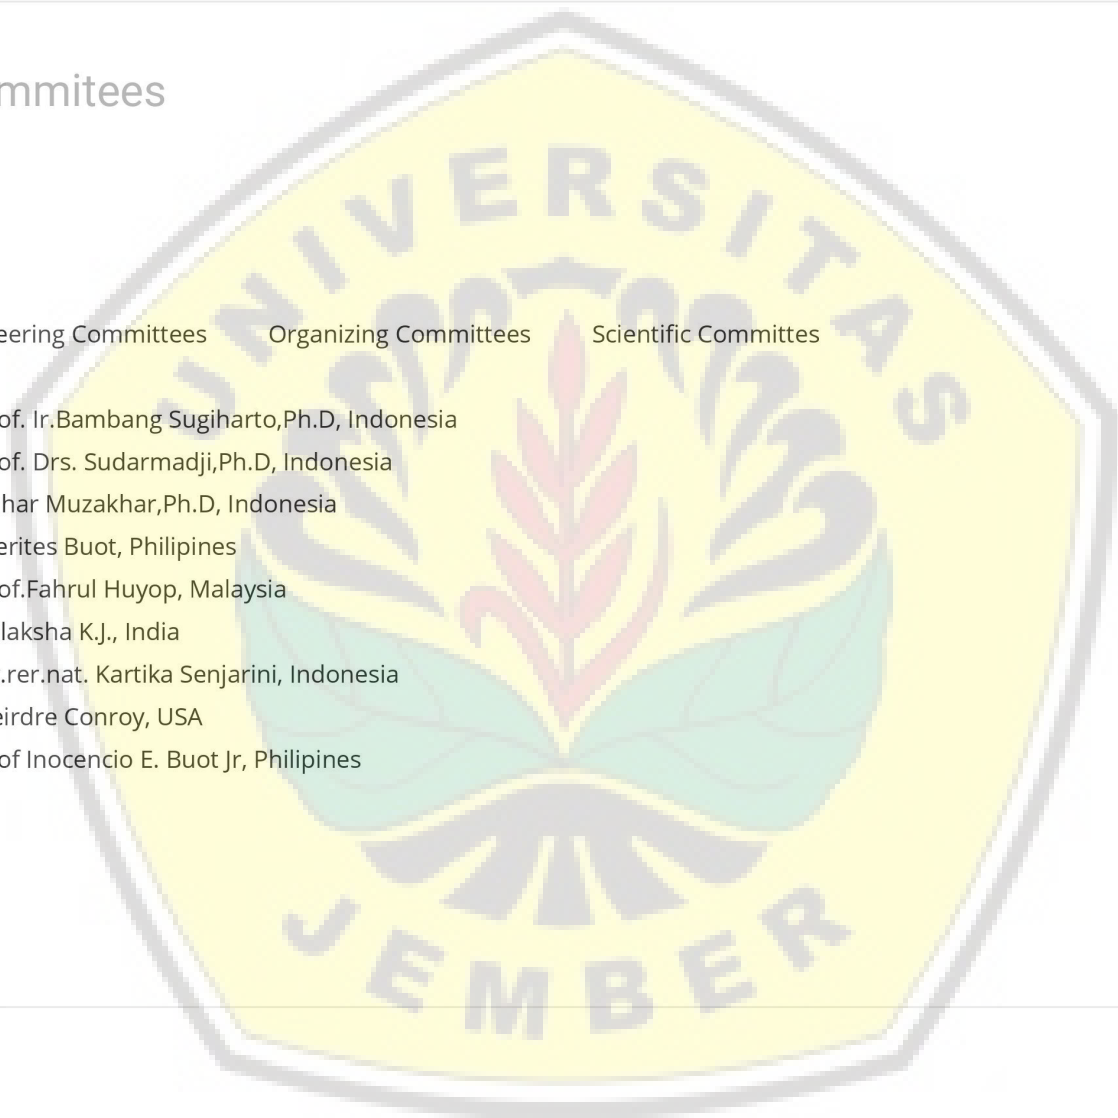 mmitees
UNIVERSITAS
eering Committees Organizing Committees Scientific Committes
of. Ir.Bambang Sugiharto,Ph.D, Indonesia
of. Drs. Sudarmadji,Ph.D, Indonesia
har Muzakhar,Ph.D, Indonesia
erites Buot, Philipines
of.Fahrul Huyop, Malaysia
laksha K.J., India
.rer.nat. Kartika Senjarini, Indonesia
eirdre Conroy, USA
of Inocencio E. Buot Jr, Philipines
JEMBER